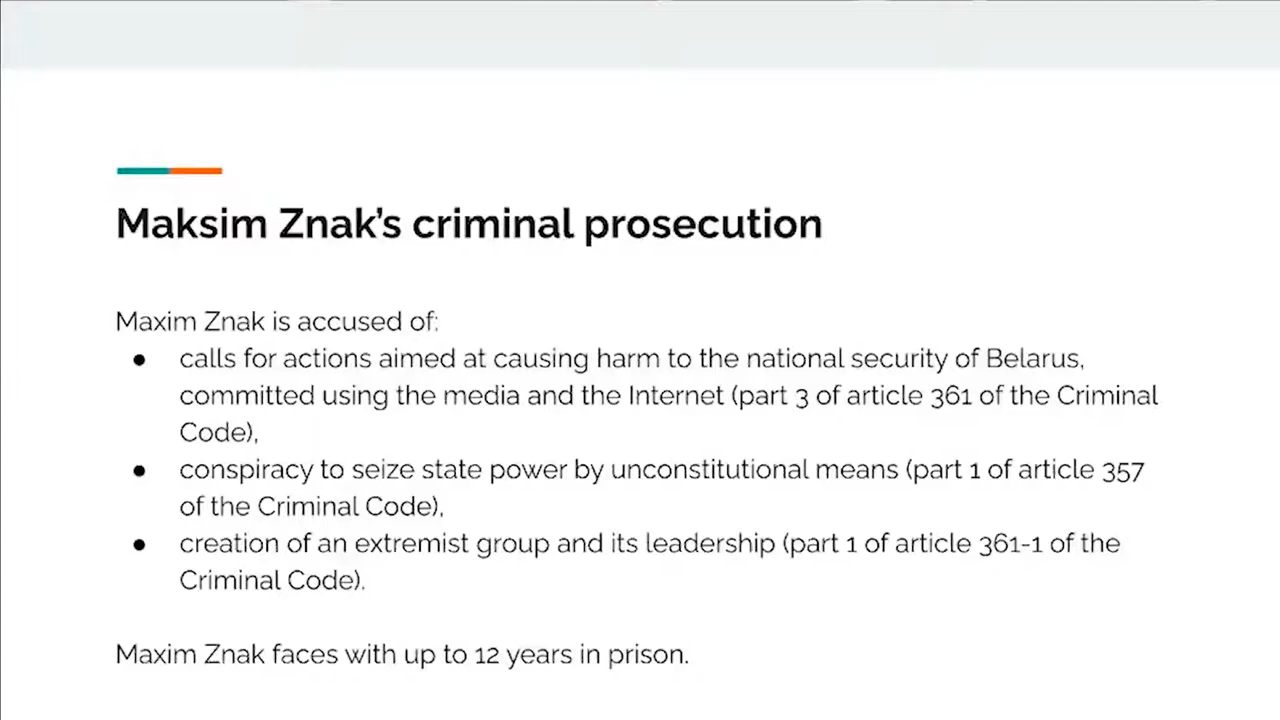 Maksim Znak's criminal prosecution
Maxim Znak is accused of:
● calls for actions aimed at causing harm to the national security of Belarus,
committed using the media and the Internet (part 3 of article 361 of the Criminal
Code),
● conspiracy to seize state power by unconstitutional means (part 1 of article 357
of the Criminal Code),
● creation of an extremist group and its leadership (part 1 of article 361-1 of the
Criminal Code).
Maxim Znak faces with up to 12 years in prison.